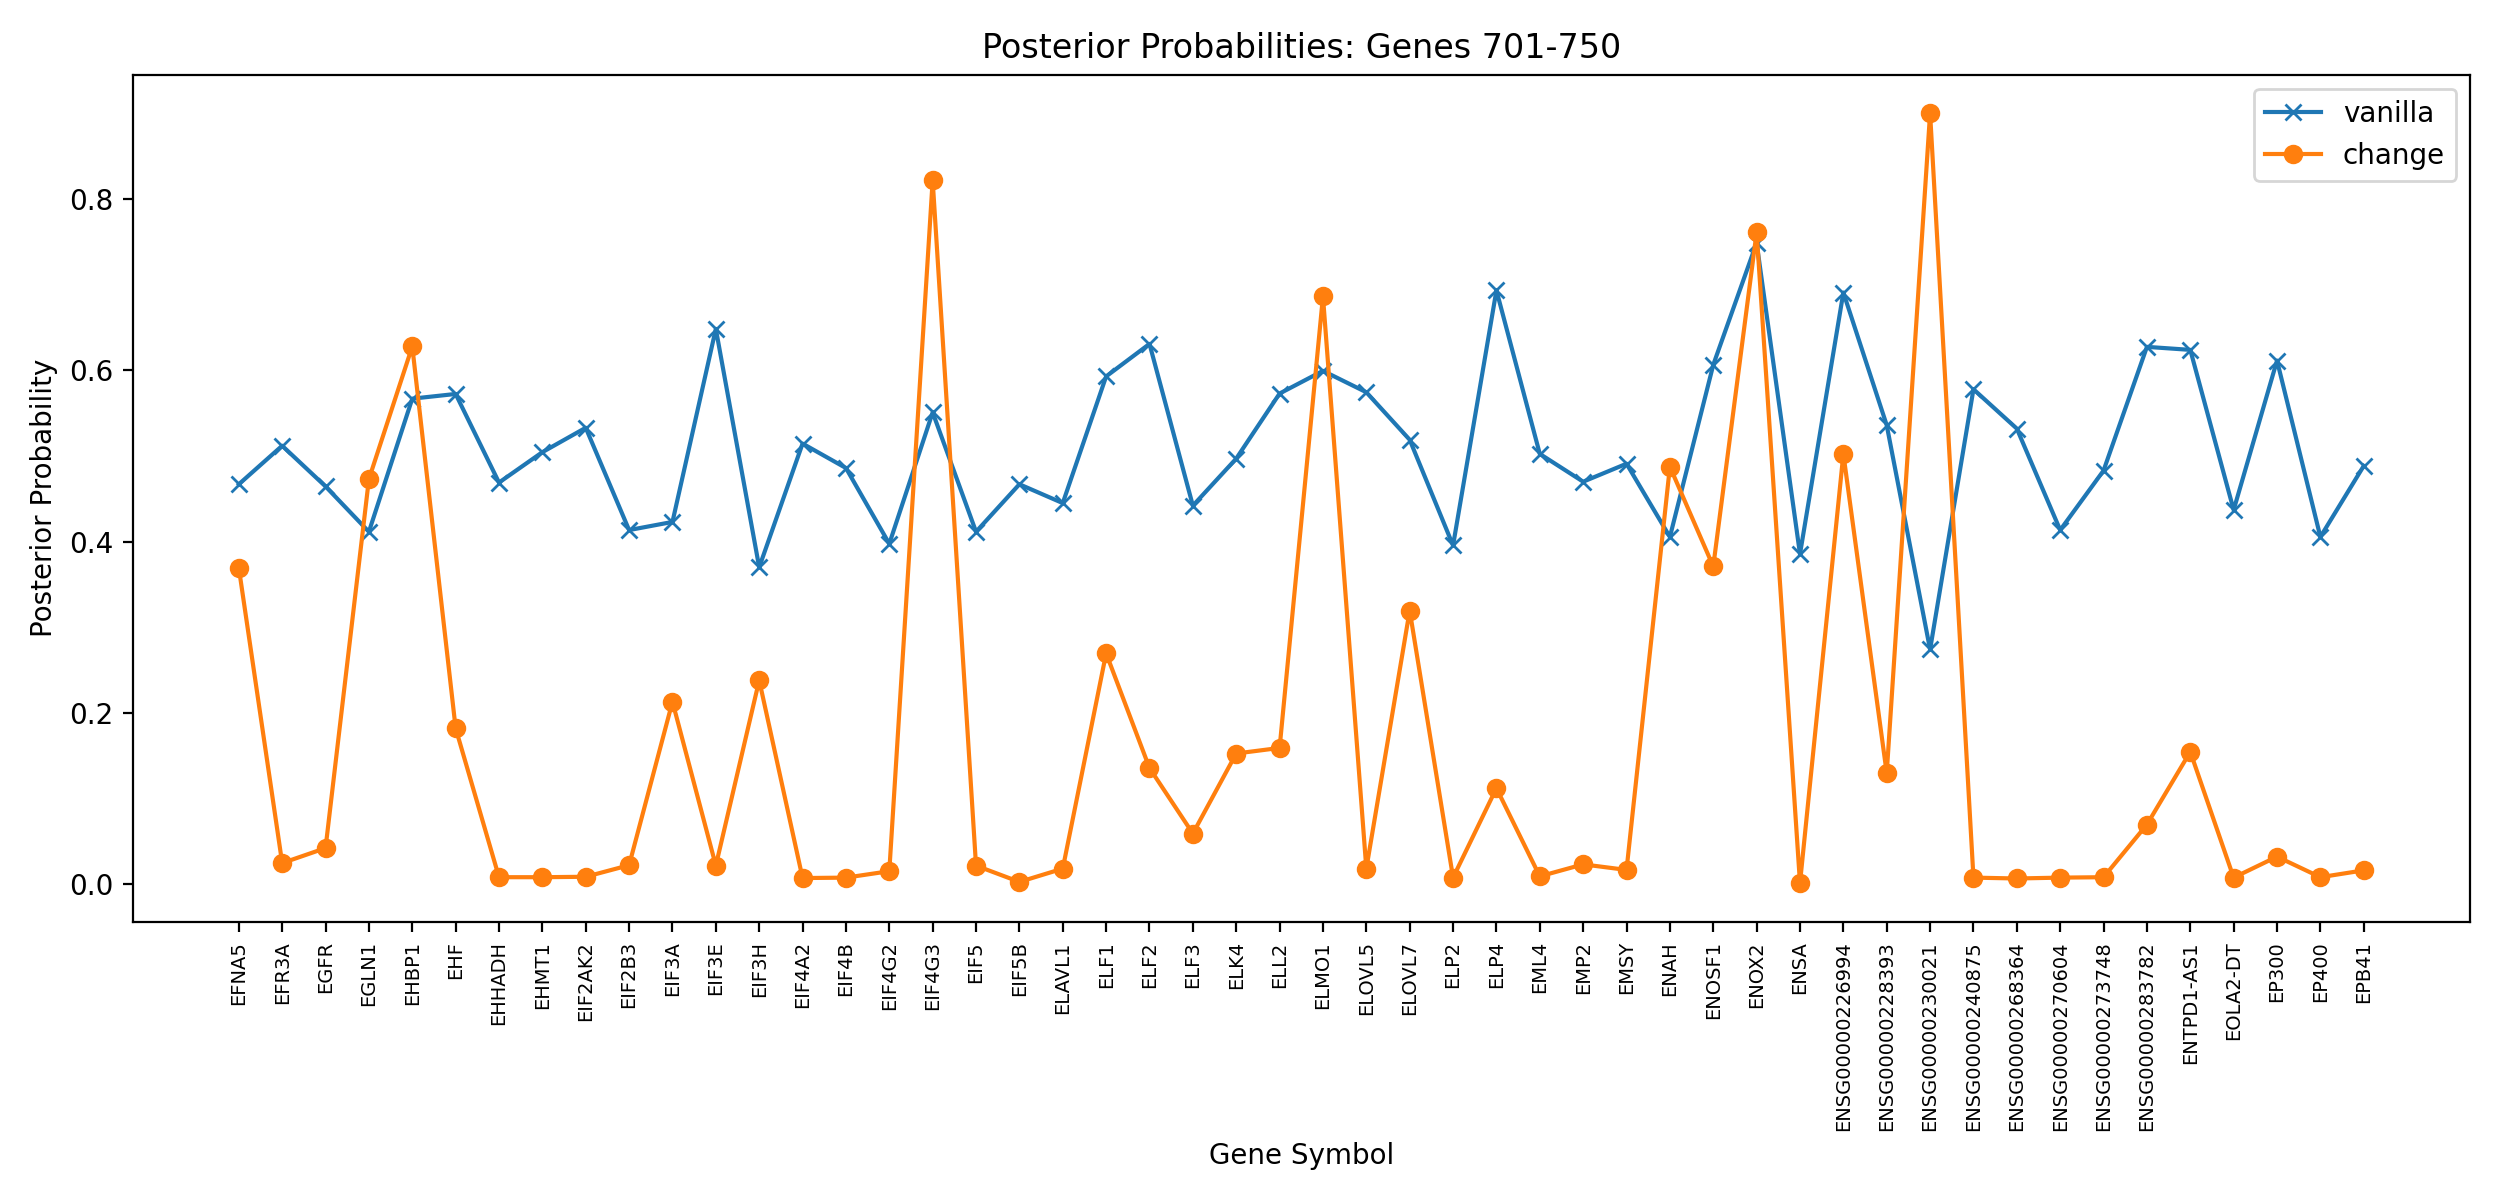 Posterior Probabilities: Genes 701-750
vanilla
change
Posterior Probability
0.8
0.6
0.4
0.2
0.0
EFNA5
EFR3A
EGFR
EGLN1
EHBP1
EHF
EHHADH
EHMT1
EIF2AK2
EIF2B3
EIF3A
EIF3E
EIF3H
EIF4A2
EIF4B
EIF4G2
EIF4G3
EIF5
EIF5B
ELAVL1
ELF1
ELF2
ELF3
ELK4
ELL2
ELMO1
ELOVL5
ELOVL7
ELP2
ELP4
EML4
EMP2
EMSY
ENAH
ENOSF1
ENOX2
ENSA
ENSG00000226994
ENSG00000228393
ENSG00000230021
ENSG00000240875
ENSG00000268364
ENSG00000270604
ENSG00000273748
ENSG00000283782
ENTPD1-AS1
EOLA2-DT
EP300
EP400
EPB41
Gene Symbol